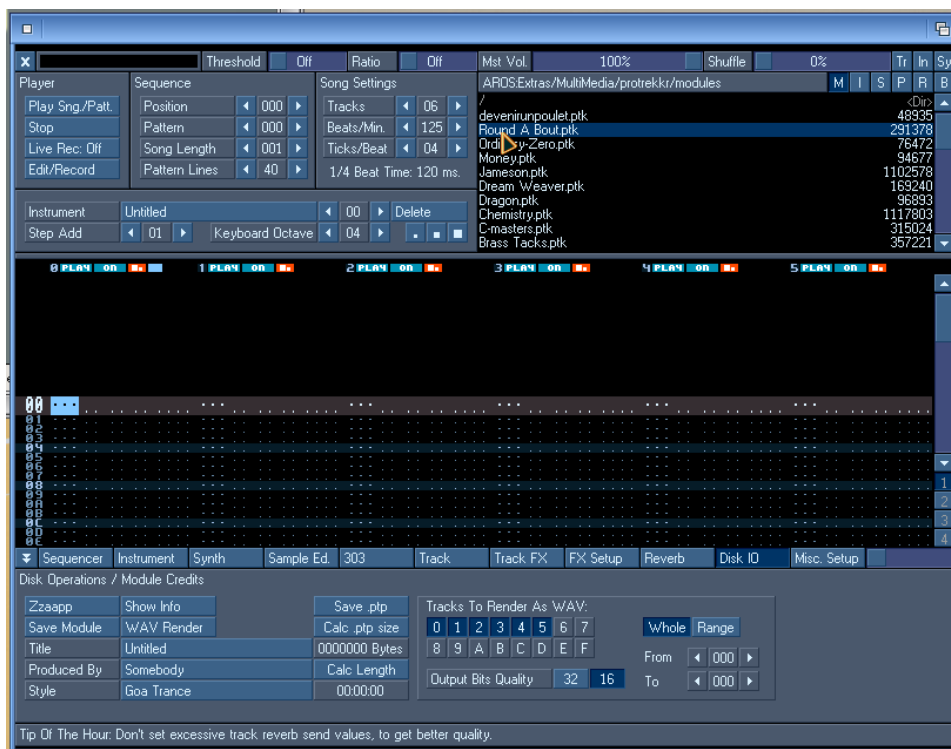 X Threshold Off Ratio Off Mst Vol. 100% Shuffle 0% Tr In Sy
Player Sequence Song Settings AROS:Extras/MultiMedia/protrekkr/modules M I S P R B
/ <Dir>
devenirunpoulet.ptk 48935
Play Sng./Patt. Position 000 Tracks 06
Round A Bout.ptk 291378
Stop Pattern 000 Beats/Min. 125
76472
Money.ptk 94677
Live Rec: Off Song Length 001 Ticks/Beat 04
Jameson.ptk 1102578
Edit/Record Pattern Lines 40 1/4 Beat Time: 120 ms.
Dream Weaver.ptk 169240
Dragon.ptk 96893
Instrument Untitled 00 Delete
Chemistry.ptk 1117803
C-masters.ptk 315024
Step Add 01 Keyboard Octave 04
Brass Tacks.ptk 357221
0 PLAY ON 1 PLAY ON 2 PLAY ON 3 PLAY ON 4 PLAY ON 5 PLAY ON
00
01
02
03
04
05
06
07
08 1
09
0A 2
0B
0C 3
0D
0E 4
Sequencer Instrument Synth Sample Ed. 303 Track Track FX FX Setup Reverb Disk IO Misc. Setup
Disk Operations / Module Credits
Zzaapp Show Info Save .ptp Tracks To Render As WAV:
Save Module WAV Render Calc .ptp size 0 1 2 3 4 5 6 7 Whole Range
Title Untitled 0000000 Bytes 8 9 A B C D E F
Produced By Somebody Calc Length From 000
Style Goa Trance 00:00:00 Output Bits Quality 32 16 To 000
Tip Of The Hour: Don't set excessive track reverb send values, to get better quality.